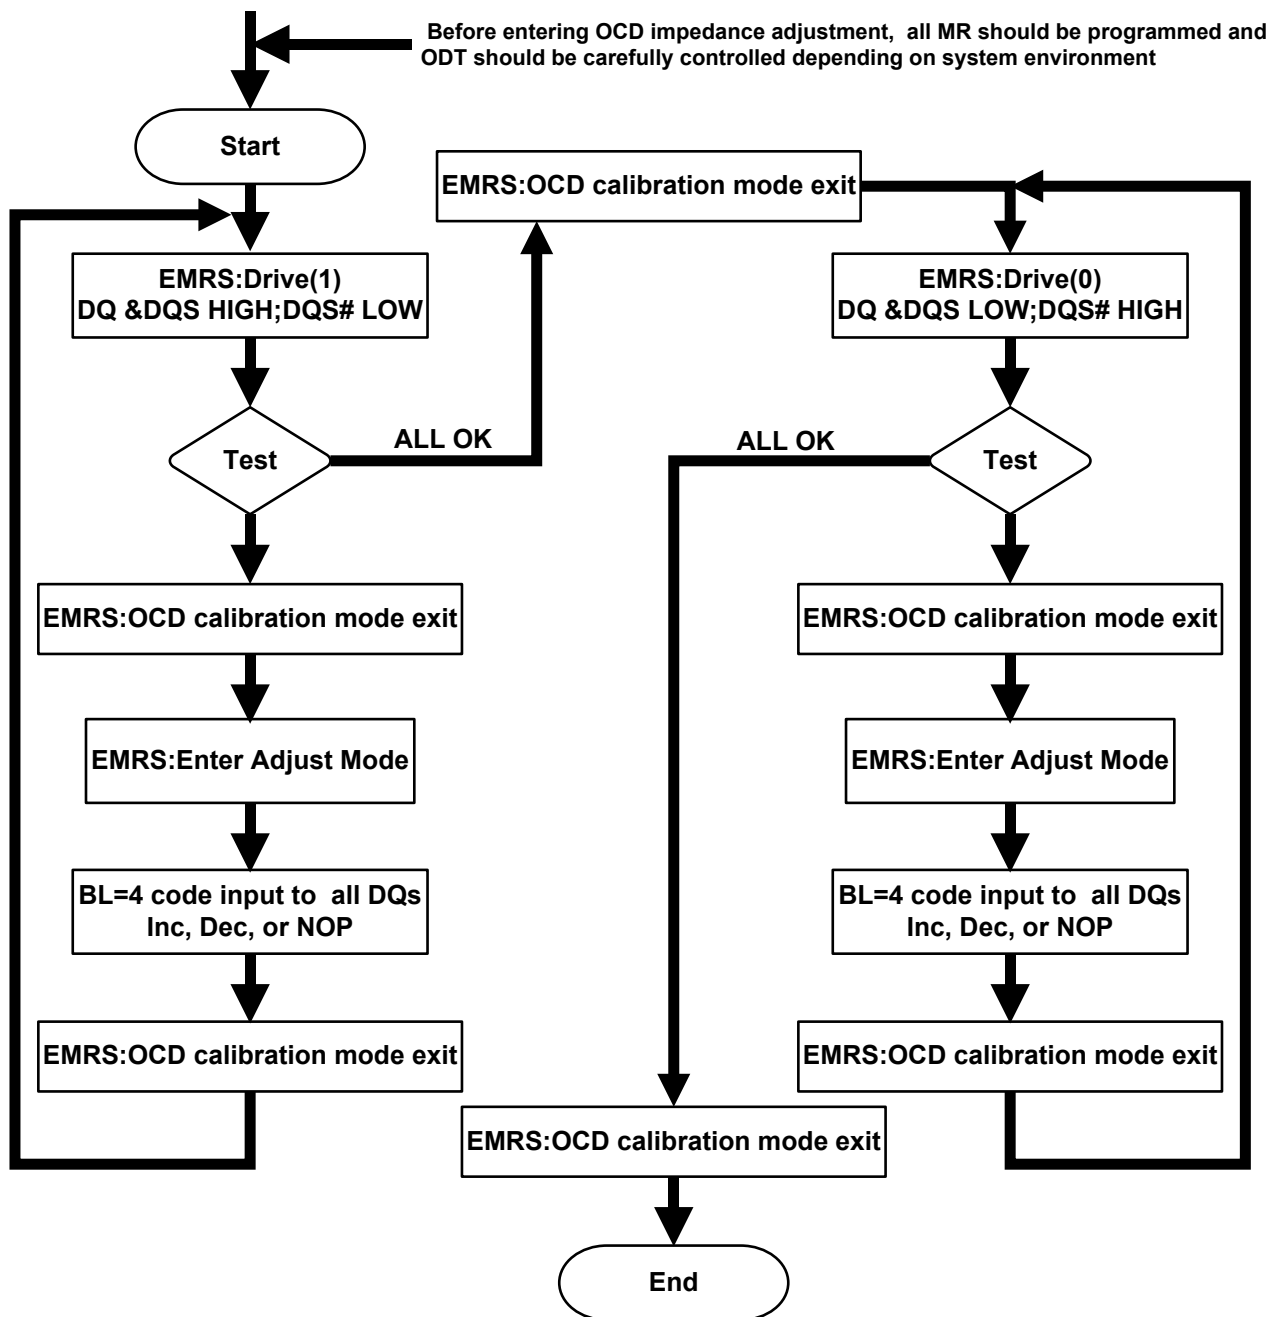 Before entering OCD impedance adjustment, all MR should be programmed and
ODT should be carefully controlled depending on system environment
Start
EMRS:OCD calibration mode exit
EMRS:Drive(1)
DQ &DQS HIGH;DQS# LOW
EMRS:Drive(0)
DQ &DQS LOW;DQS# HIGH
ALL OK
Test
ALL OK
Test
EMRS:OCD calibration mode exit
EMRS:OCD calibration mode exit
EMRS:Enter Adjust Mode
EMRS:Enter Adjust Mode
BL=4 code input to all DQs
Inc, Dec, or NOP
BL=4 code input to all DQs
Inc, Dec, or NOP
EMRS:OCD calibration mode exit
EMRS:OCD calibration mode exit
EMRS:OCD calibration mode exit
End